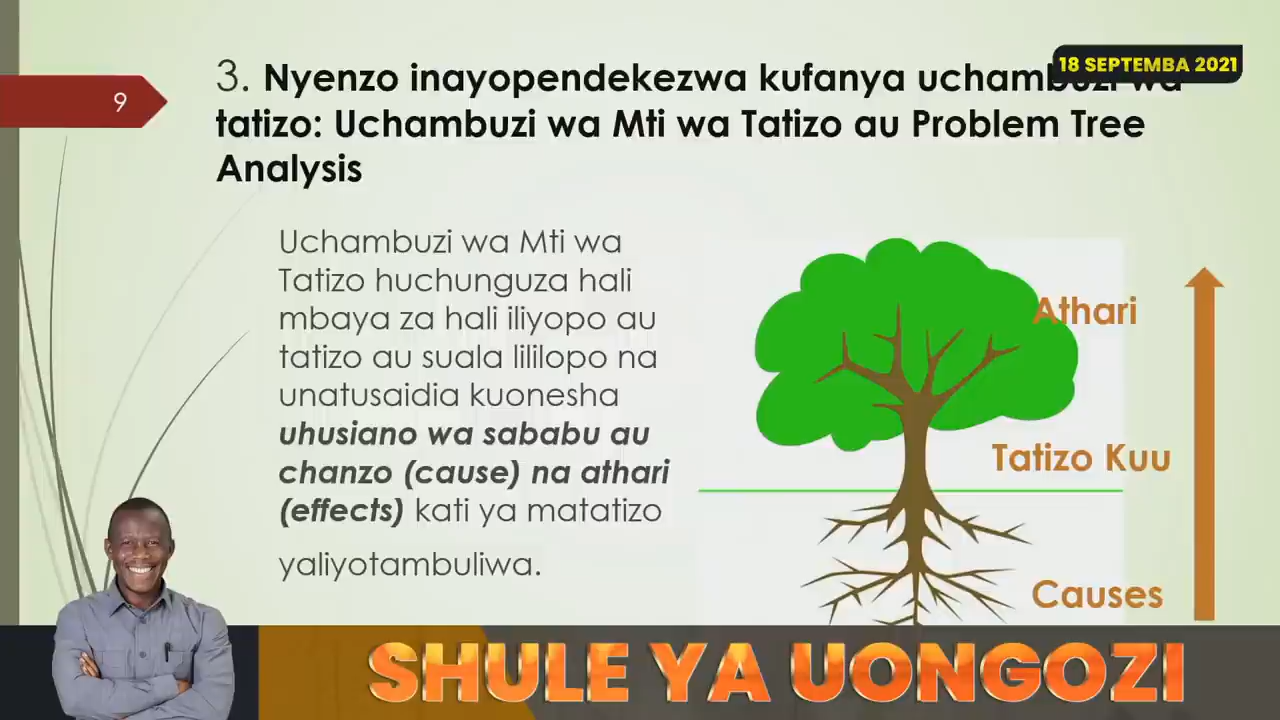 18 SEPTEMBA 2021
9
3. Nyenzo inayopendekezwa kufanya uchambuzi wa
tatizo: Uchambuzi wa Mti wa Tatizo au Problem Tree
Analysis
Uchambuzi wa Mti wa
Tatizo huchunguza hali
mbaya za hali iliyopo au
tatizo au suala lililopo na
unatusaidia kuonesha
uhusiano wa sababu au
chanzo (cause) na athari
(effects) kati ya matatizo
yaliyotambuliwa.
Athari
Tatizo Kuu
Causes
SHULE YA UONGOZI